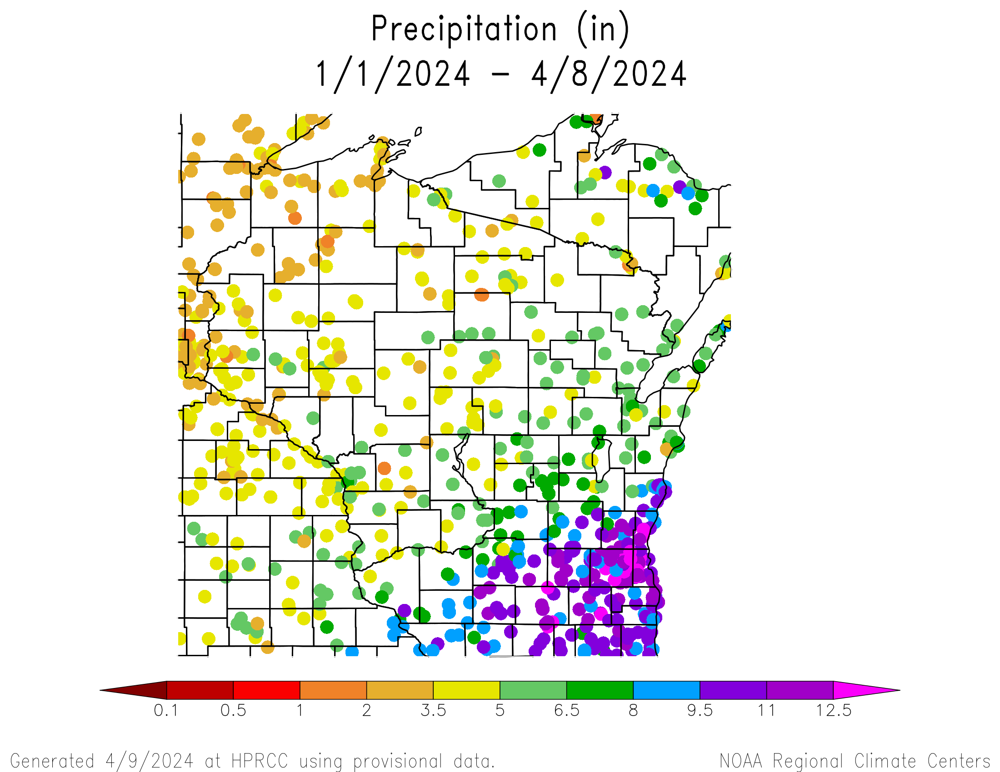 Precipitation (in)
1/1/2024 – 4/8/2024
0.1 0.5 1 2 3.5 5 6.5 8 9.5 11 12.5
Generated 4/9/2024 at HPRCC using provisional data.
NOAA Regional Climate Centers